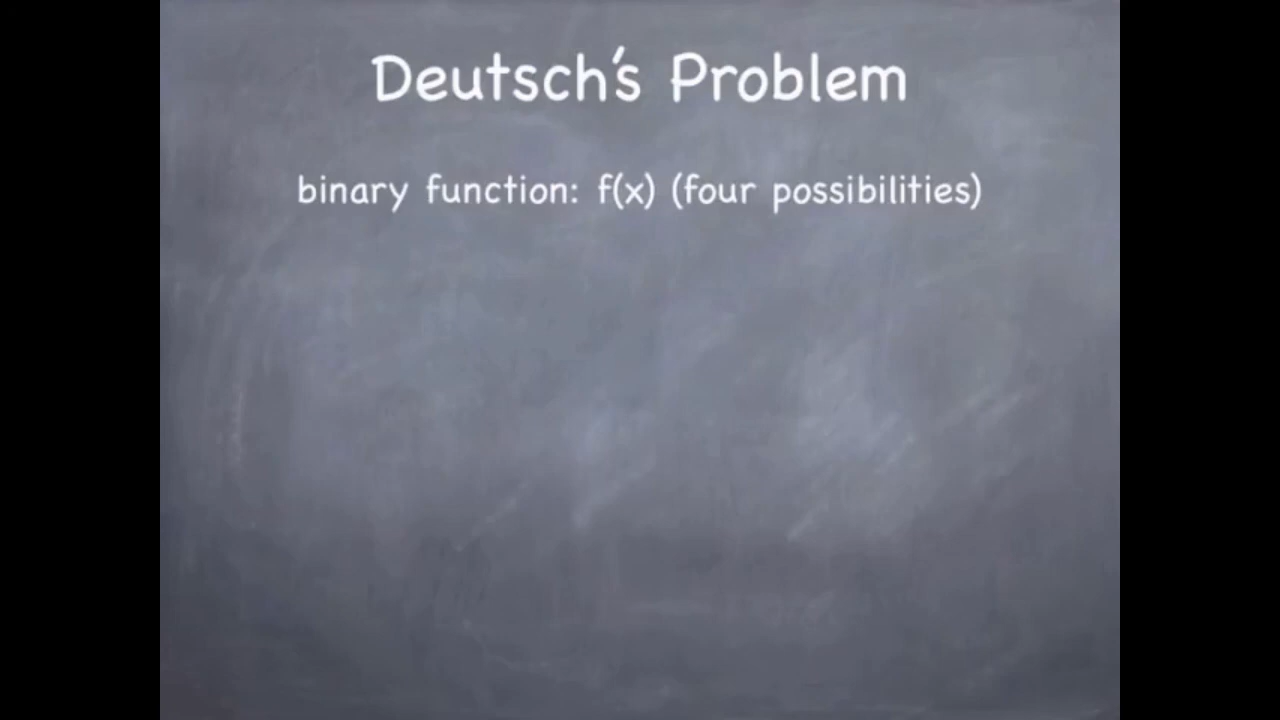 Deutsch's Problem
binary function: f(x) (four possibilities)